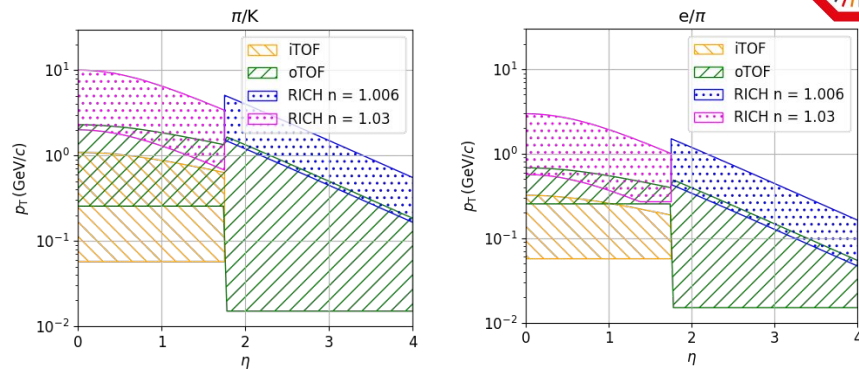 π/K
iTOF
oTOF
RICH n = 1.006
RICH n = 1.03
10¹
10⁰
10⁻¹
10⁻²
p_T (GeV/c)
0 1 2 3 4
η
e/π
iTOF
oTOF
RICH n = 1.006
RICH n = 1.03
10¹
10⁰
10⁻¹
10⁻²
p_T (GeV/c)
0 1 2 3 4
η